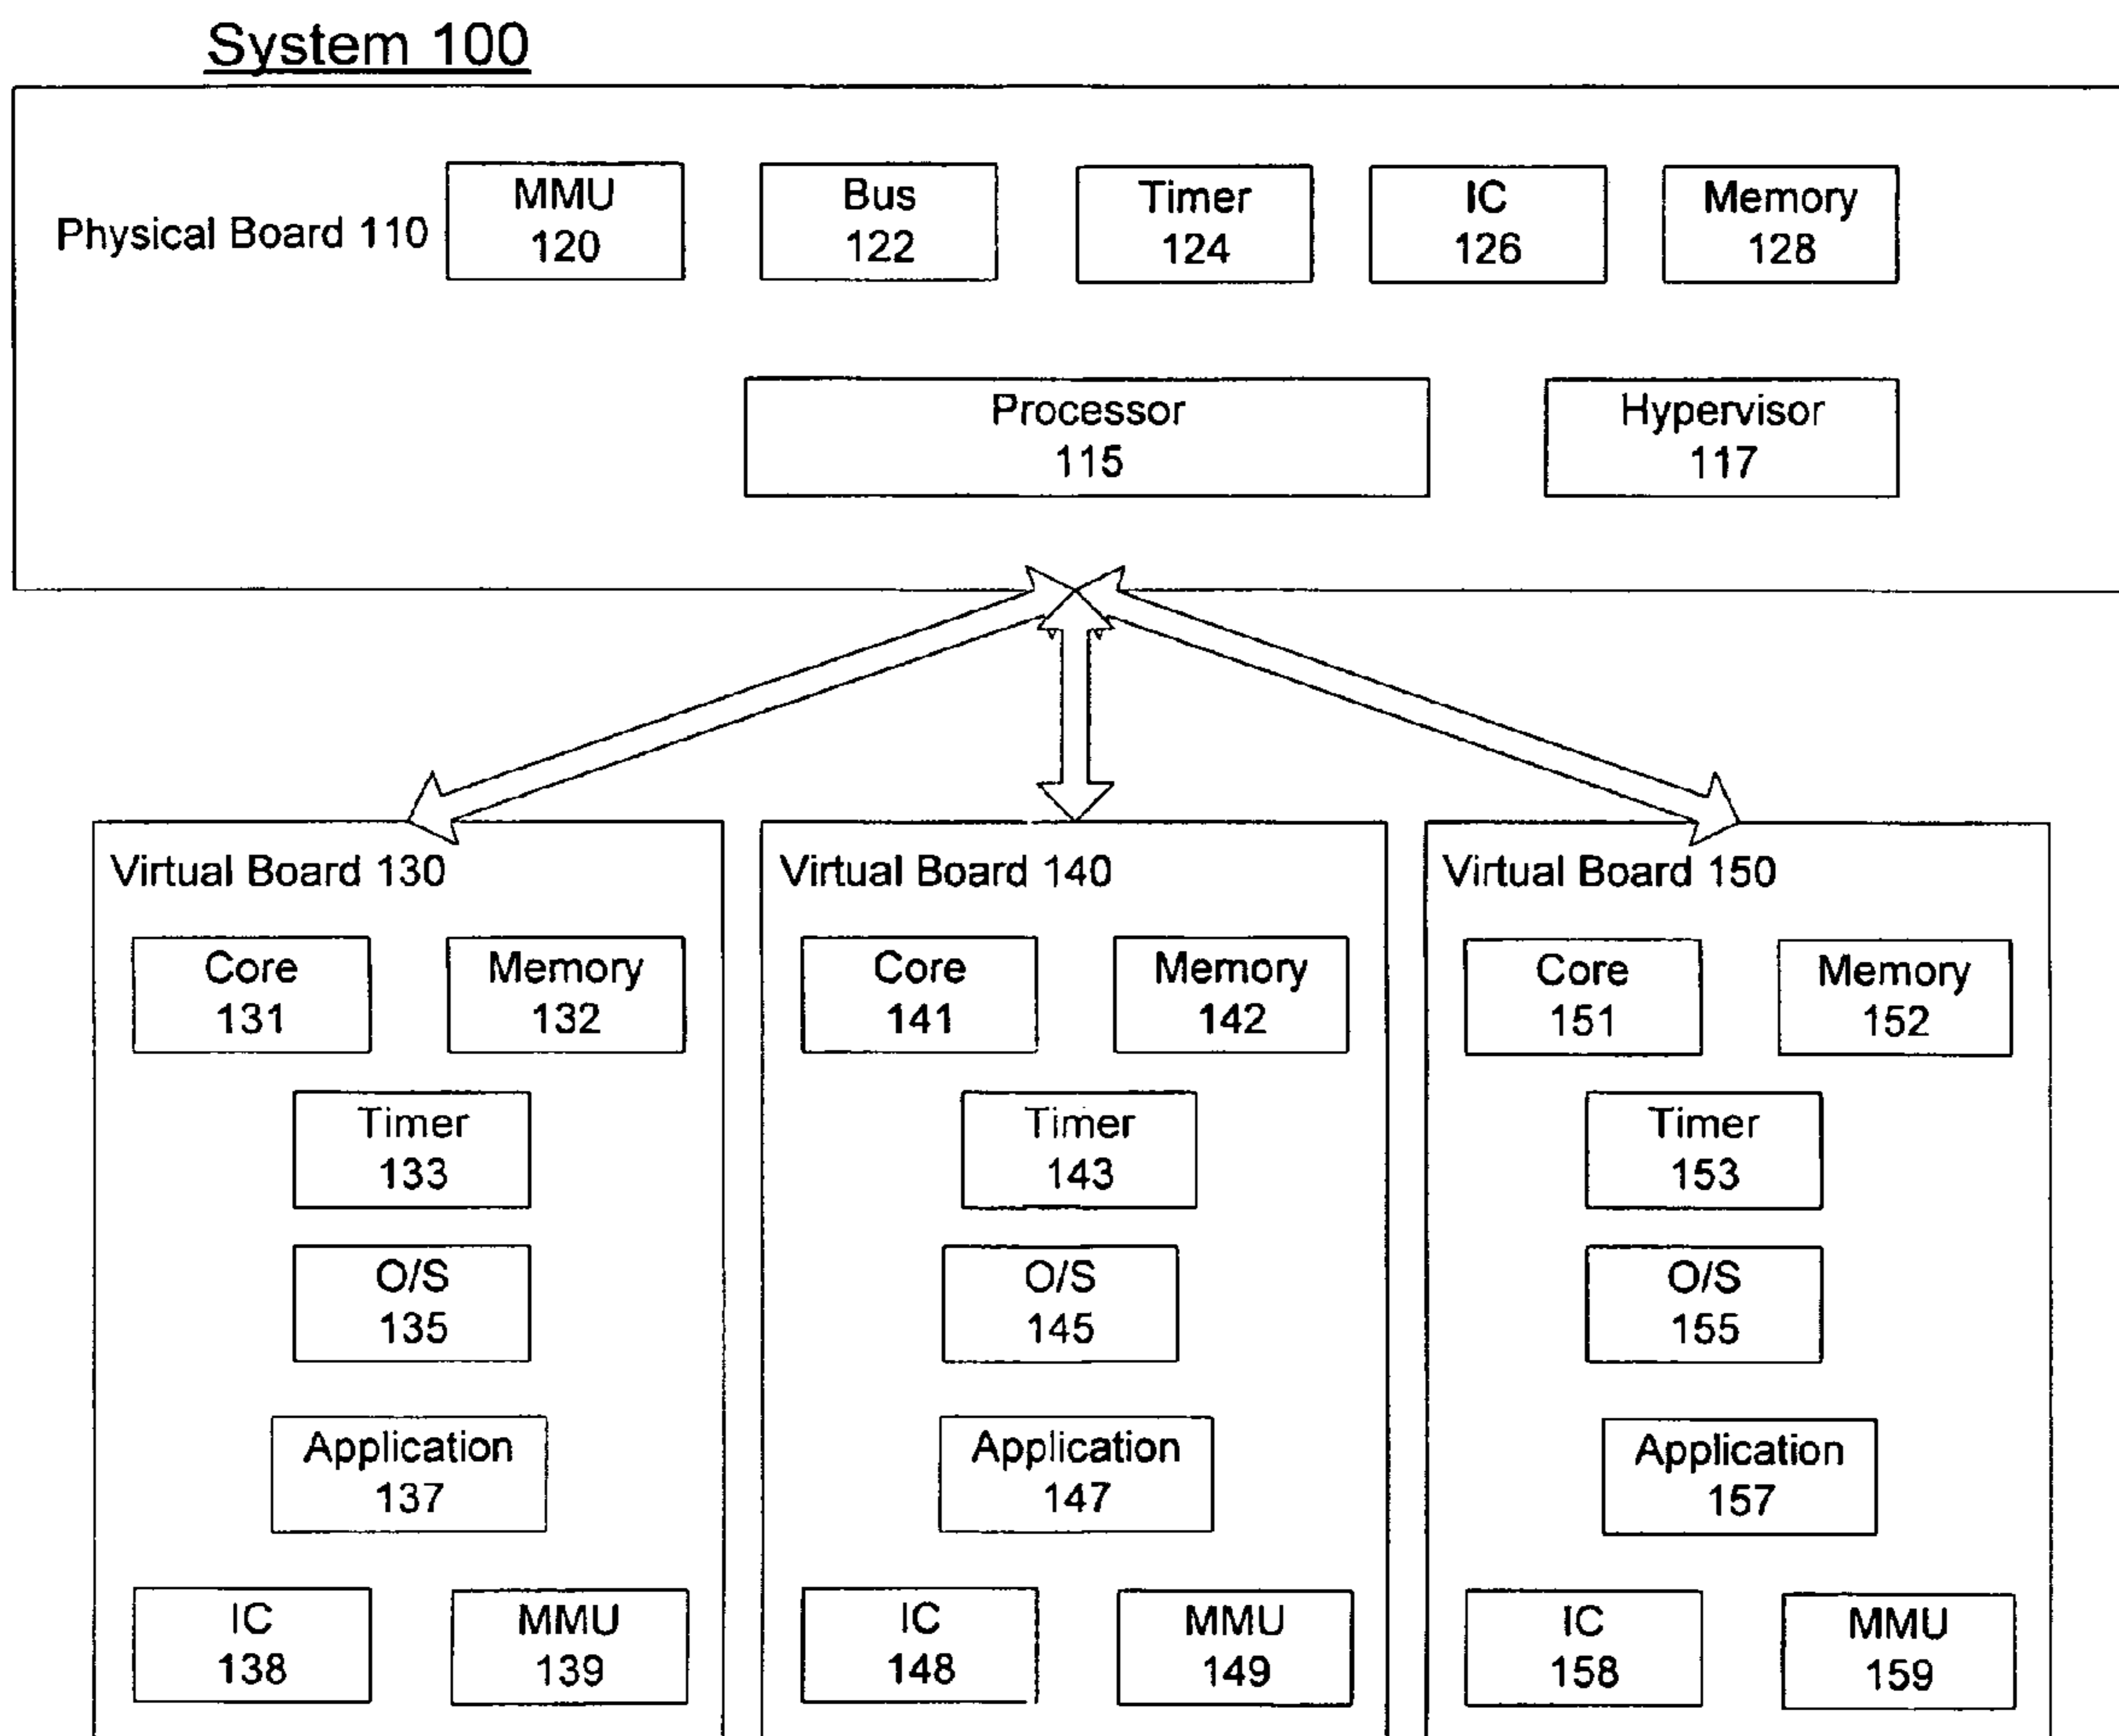 System 100
Physical Board 110
MMU
120
Bus
122
Timer
124
IC
126
Memory
128
Processor
115
Hypervisor
117
Virtual Board 130
Core
131
Memory
132
Timer
133
O/S
135
Application
137
IC
138
MMU
139
Virtual Board 140
Core
141
Memory
142
Timer
143
O/S
145
Application
147
IC
148
MMU
149
Virtual Board 150
Core
151
Memory
152
Timer
153
O/S
155
Application
157
IC
158
MMU
159